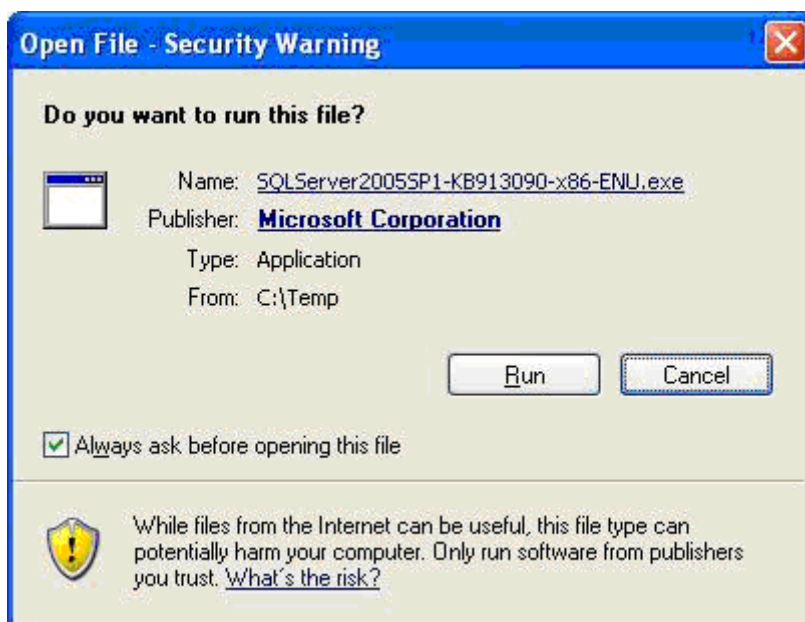 Open File - Security Warning
Do you want to run this file?
Name: SQLServer2005SP1-KB913090-x86-ENU.exe
Publisher: Microsoft Corporation
Type: Application
From: C:\Temp
Run Cancel
Always ask before opening this file
While files from the Internet can be useful, this file type can
potentially harm your computer. Only run software from publishers
you trust. What's the risk?